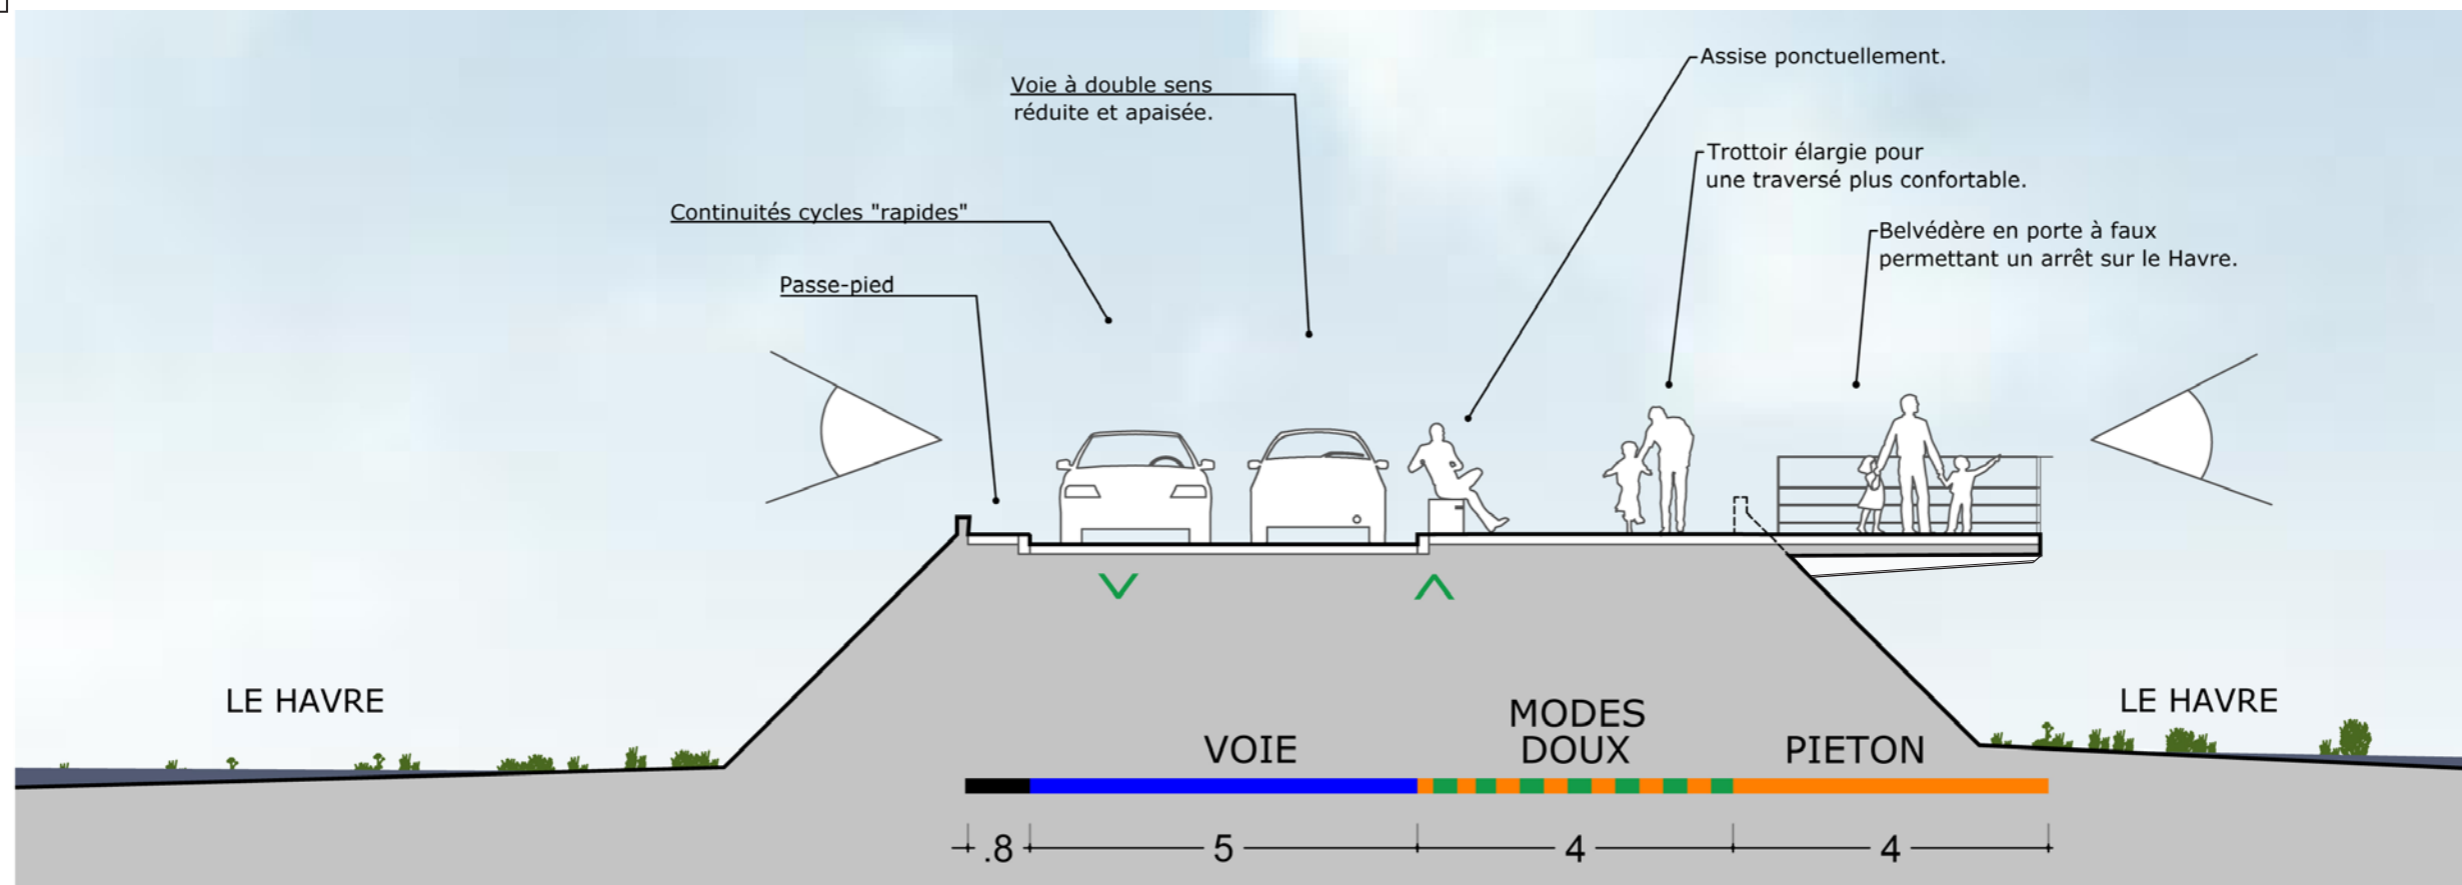 Assise ponctuellement.
Voie à double sens
réduite et apaisée.
Trottoir élargie pour
une traversé plus confortable.
Continuités cycles "rapides"
Belvédère en porte à faux
permettant un arrêt sur le Havre.
Passe-pied
LE HAVRE
LE HAVRE
VOIE
MODES
DOUX
PIETON
.8
5
4
4